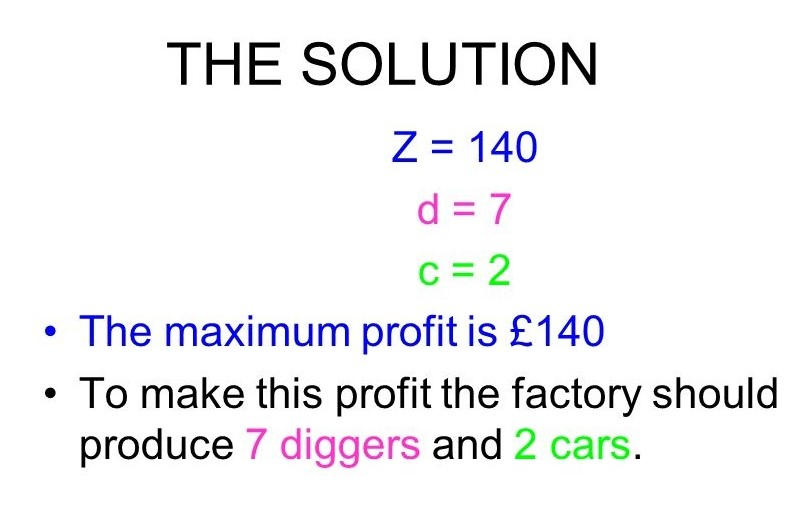 THE SOLUTION
Z = 140
d = 7
c = 2
• The maximum profit is £140
• To make this profit the factory should
produce 7 diggers and 2 cars.